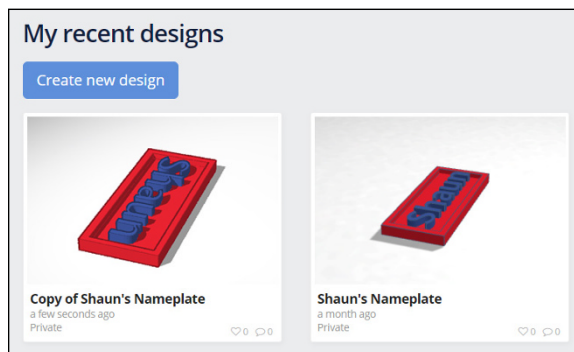 My recent designs
Create new design
Shaun
Shaun
Copy of Shaun's Nameplate
a few seconds ago
Private
0 0
Shaun's Nameplate
a month ago
Private
0 0